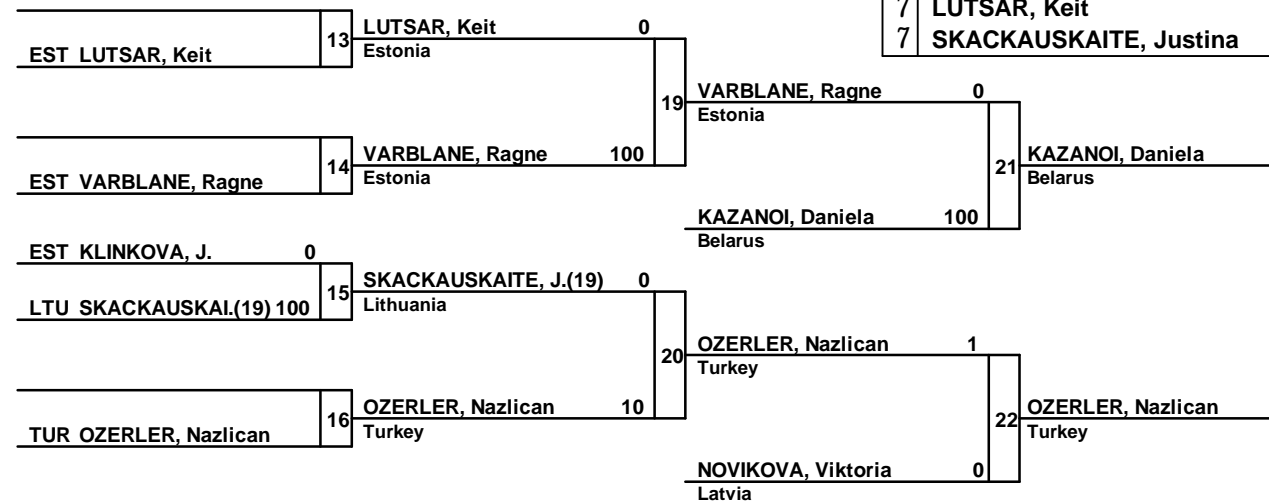 7 LUTSAR, Keit
7 SKACKAUSKAITE, Justina
EST LUTSAR, Keit
13
LUTSAR, Keit 0
Estonia
EST VARBLANE, Ragne
14
VARBLANE, Ragne 100
Estonia
19
VARBLANE, Ragne 0
Estonia
KAZANOI, Daniela 100
Belarus
21
KAZANOI, Daniela
Belarus
EST KLINKOVA, J. 0
LTU SKACKAUSKAI.(19) 100
15
SKACKAUSKAITE, J.(19) 0
Lithuania
TUR OZERLER, Nazlican
16
OZERLER, Nazlican 10
Turkey
20
OZERLER, Nazlican 1
Turkey
NOVIKOVA, Viktoria 0
Latvia
22
OZERLER, Nazlican
Turkey